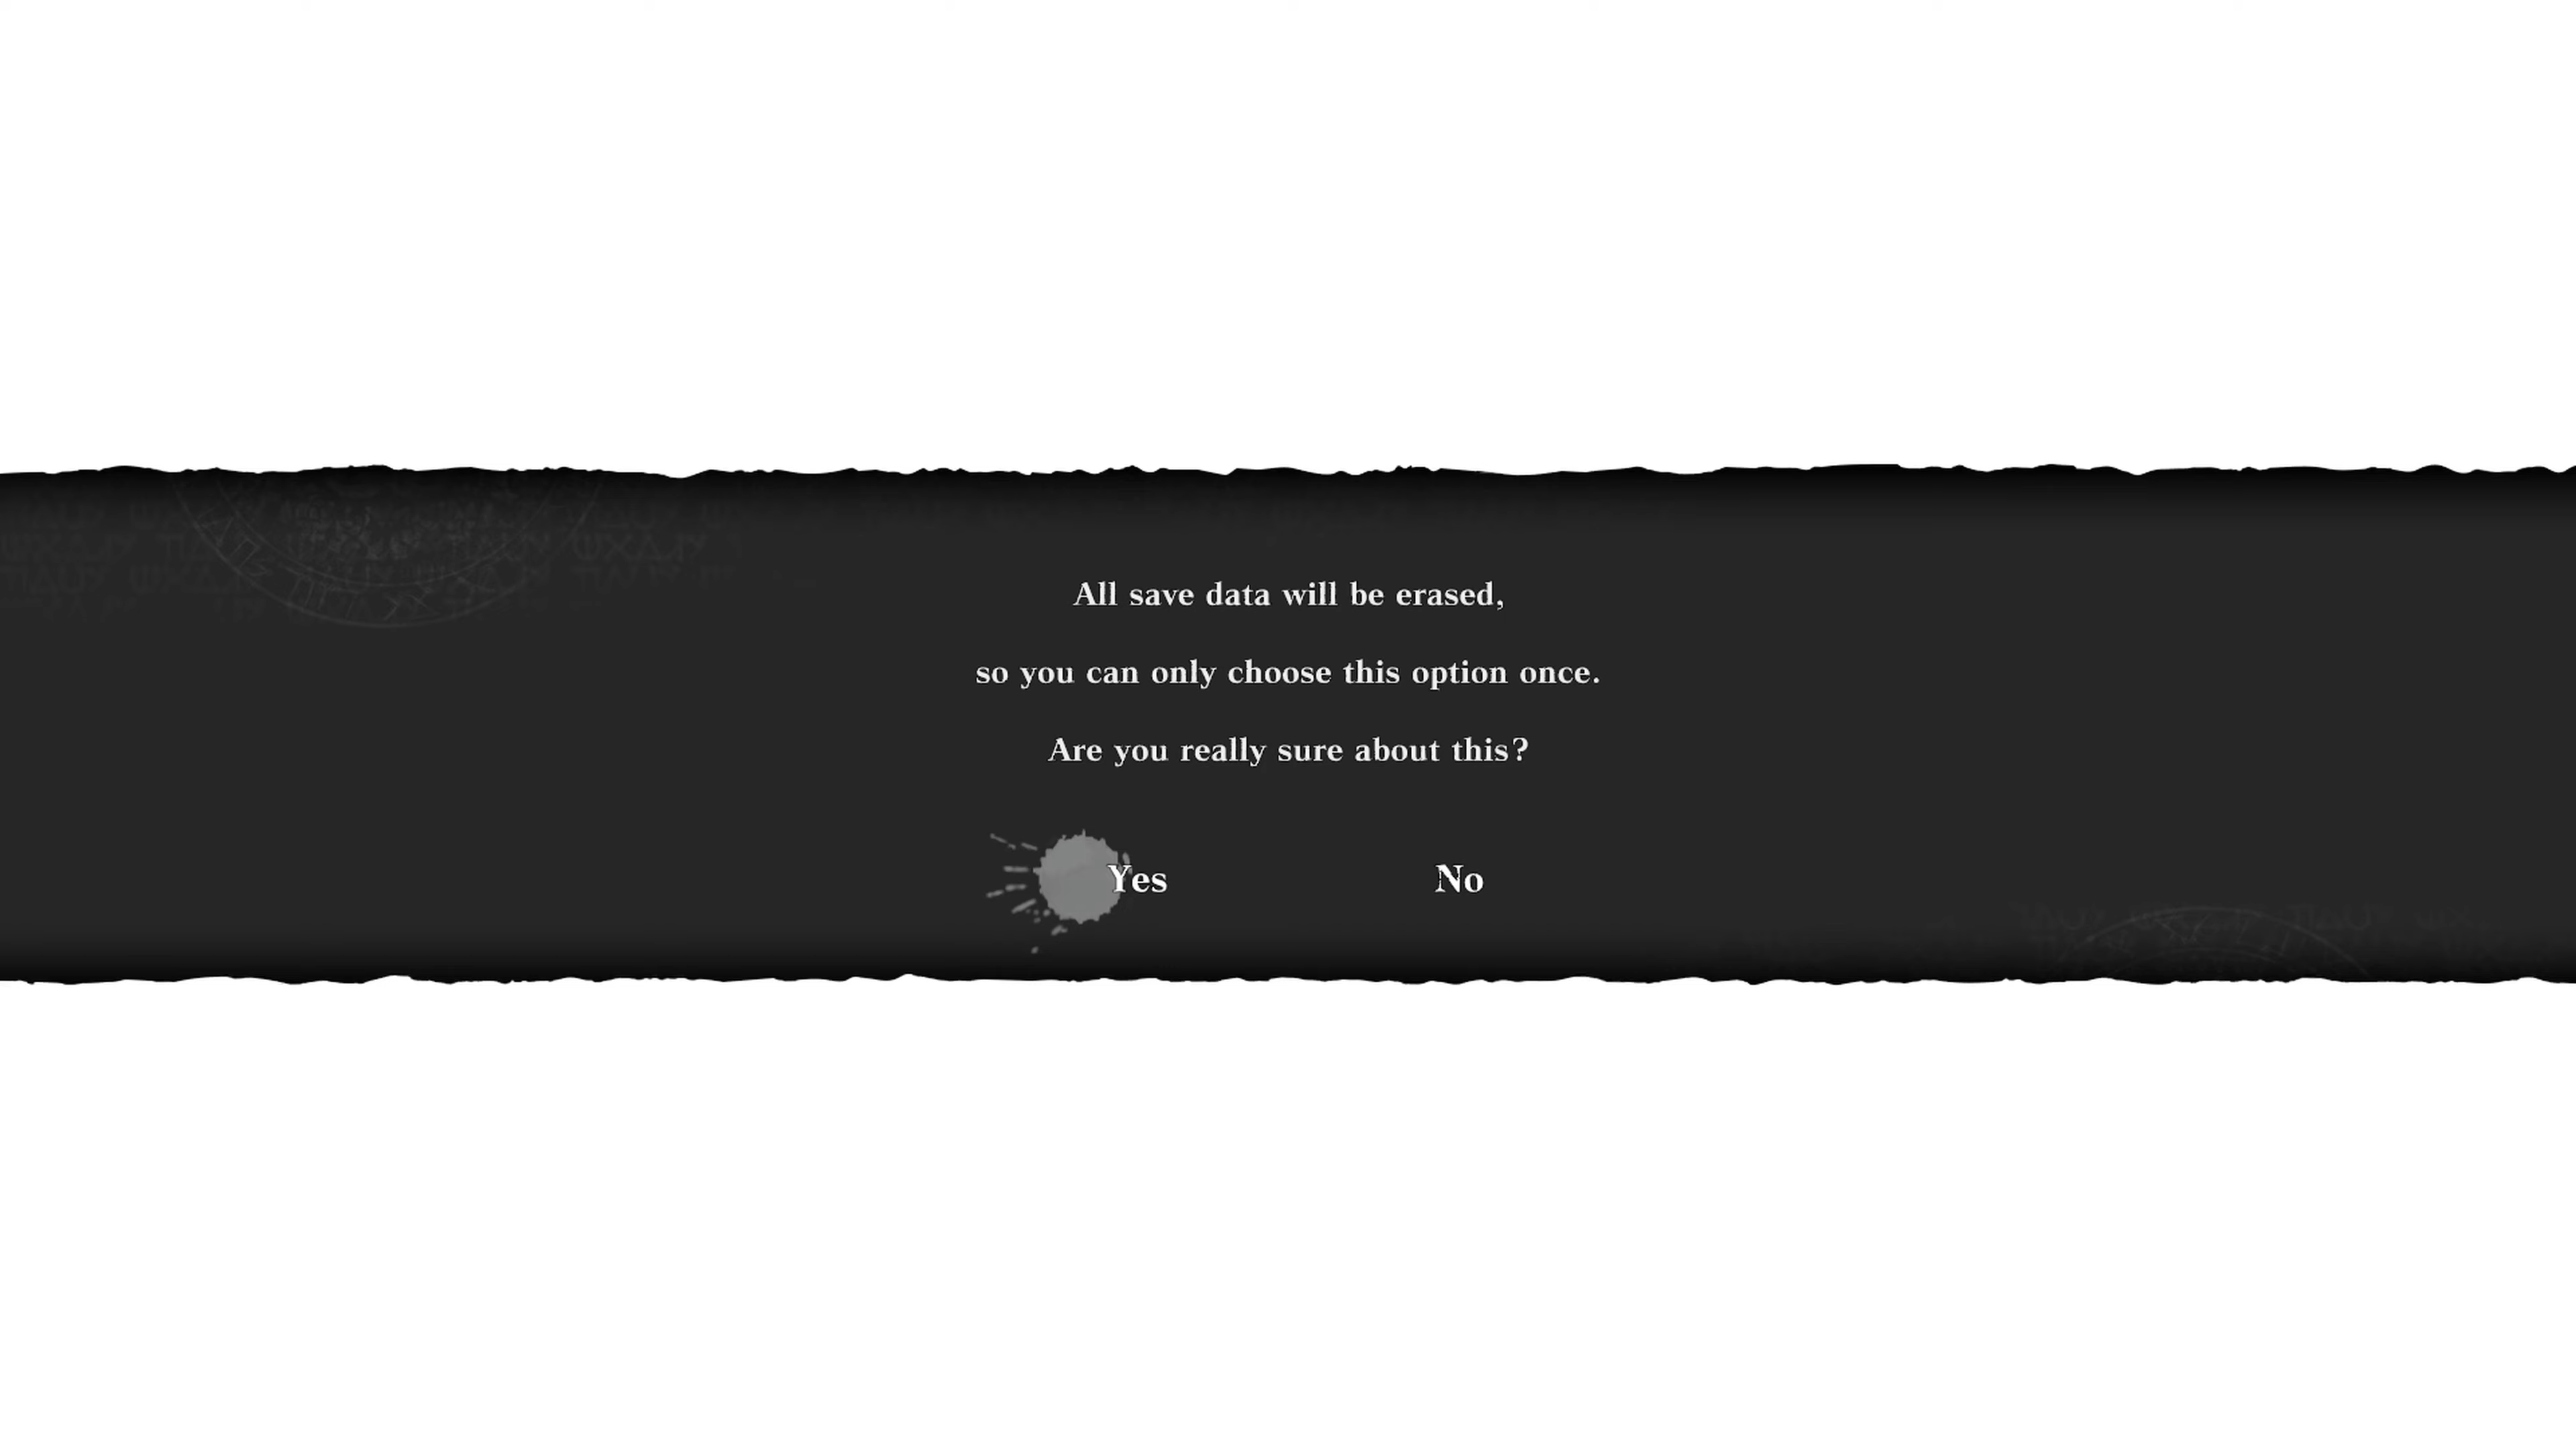 All save data will be erased,
so you can only choose this option once.
Are you really sure about this?
Yes No